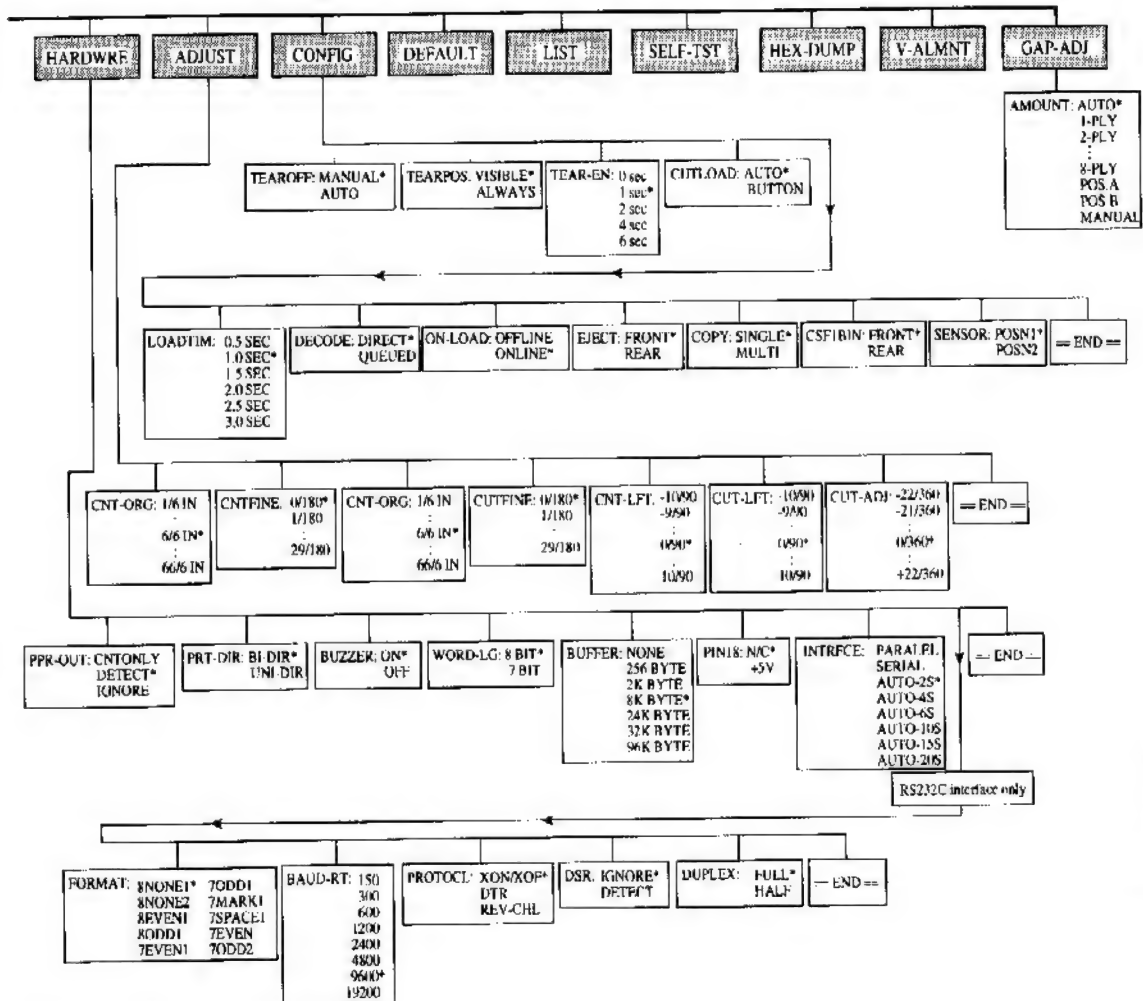 HARDWRE
ADJUST
CONFIG
DEFAULT
LIST
SELF-TST
HEX-DUMP
V-ALMNT
GAP-ADJ
AMOUNT: AUTO*
1-PLY
2-PLY
:
8-PLY
POS.A
POS B
MANUAL
TEAROFF: MANUAL*
AUTO
TEARPOS. VISIBLE*
ALWAYS
TEAR-EN: 0 sec
1 sec*
2 sec
4 sec
6 sec
CUTLOAD: AUTO*
BUTTON
LOADTIM: 0.5 SEC
1.0 SEC*
1.5 SEC
2.0 SEC
2.5 SEC
3.0 SEC
DECODE: DIRECT*
QUEUED
ON-LOAD: OFFLINE
ONLINE*
EJECT: FRONT*
REAR
COPY: SINGLE*
MULTI
CSF1BIN: FRONT*
REAR
SENSOR: POSN1*
POSN2
== END ==
CNT-ORG: 1/6 IN
:
6/6 IN*
:
66/6 IN
CNTFINE. 0/180*
1/180
:
29/180
CNT-ORG: 1/6 IN
:
6/6 IN*
:
66/6 IN
CUTFINE: 0/180*
1/180
:
29/180
CNT-LFT. -10/90
-9/90
:
0/90*
:
10/90
CUT-LFT: -10/90
-9/90
:
0/90*
:
10/90
CUT-ADJ: -22/360
-21/360
:
0/360*
:
+22/360
== END ==
PPR-OUT: CNTONLY
DETECT*
IGNORE
PRT-DIR: BI-DIR*
UNI-DIR
BUZZER: ON*
OFF
WORD-LG: 8 BIT*
7 BIT
BUFFER: NONE
256 BYTE
2K BYTE
8K BYTE*
24K BYTE
32K BYTE
96K BYTE
PIN18: N/C*
+5V
INTRFCE: PARALEL
SERIAL
AUTO-2S*
AUTO-4S
AUTO-6S
AUTO-10S
AUTO-15S
AUTO-20S
== END ==
RS232C interface only
FORMAT: 8NONE1* 7ODD1
8NONE2 7MARK1
8EVEN1 7SPACE1
8ODD1 7EVEN
7EVEN1 7ODD2
BAUD-RT: 150
300
600
1200
2400
4800
9600*
19200
PROTOCL: XON/XOF*
DTR
REV-CHL
DSR. IGNORE*
DETECT
DUPLEX: FULL*
HALF
== END ==